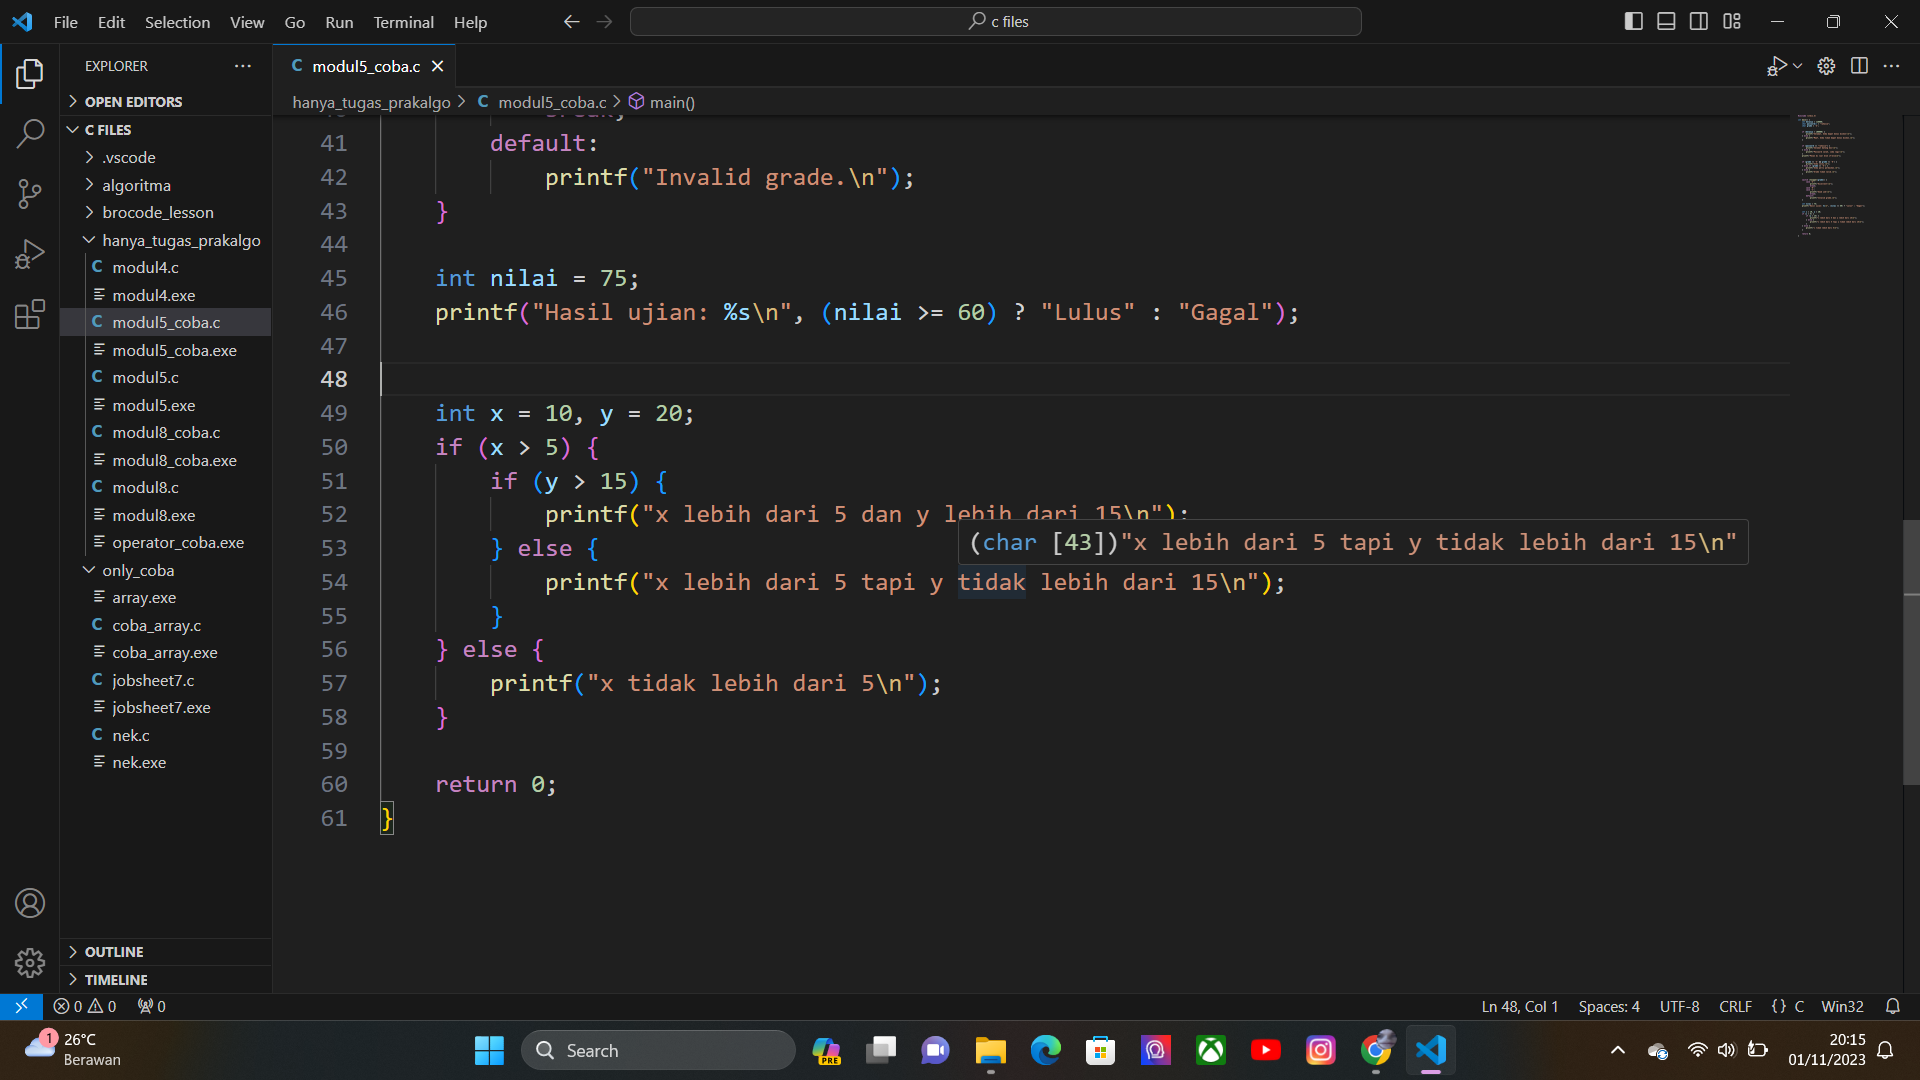 File Edit Selection View Go Run Terminal Help
c files
EXPLORER
OPEN EDITORS
C FILES
.vscode
algoritma
brocode_lesson
hanya_tugas_prakalgo
C modul4.c
modul4.exe
C modul5_coba.c
modul5_coba.exe
C modul5.c
modul5.exe
C modul8_coba.c
modul8_coba.exe
C modul8.c
modul8.exe
operator_coba.exe
only_coba
array.exe
C coba_array.c
coba_array.exe
C jobsheet7.c
jobsheet7.exe
C nek.c
nek.exe
OUTLINE
TIMELINE
C modul5_coba.c
hanya_tugas_prakalgo > C modul5_coba.c > main()
41 default:
42 printf("Invalid grade.\n");
43 }
44
45 int nilai = 75;
46 printf("Hasil ujian: %s\n", (nilai >= 60) ? "Lulus" : "Gagal");
47
48
49 int x = 10, y = 20;
50 if (x > 5) {
51 if (y > 15) {
52 printf("x lebih dari 5 dan y lebih dari 15\n");
53 } else {
(char [43])"x lebih dari 5 tapi y tidak lebih dari 15\n"
54 printf("x lebih dari 5 tapi y tidak lebih dari 15\n");
55 }
56 } else {
57 printf("x tidak lebih dari 5\n");
58 }
59
60 return 0;
61 }
0 0 0
Ln 48, Col 1 Spaces: 4 UTF-8 CRLF {} C Win32
1
26°C
Berawan
Search
PRE
20:15
01/11/2023